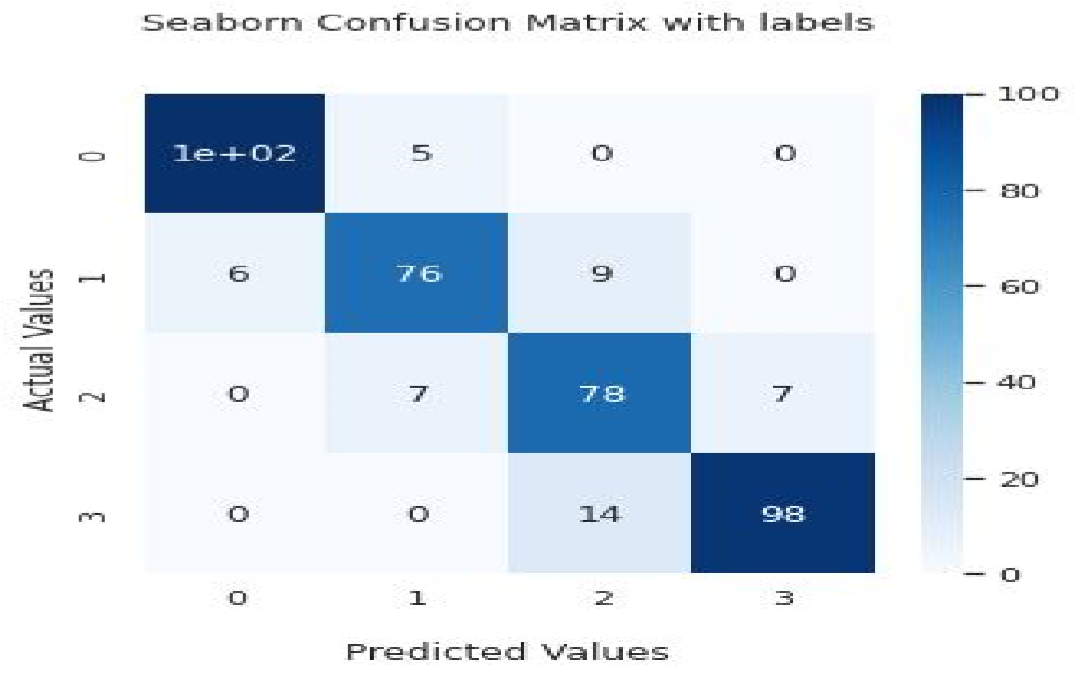 Seaborn Confusion Matrix with labels
100
0 1e+02 5 0 0
80
1 6 76 9 0
60
Actual Values
2 0 7 78 7
40
20
3 0 0 14 98
0
0 1 2 3
Predicted Values